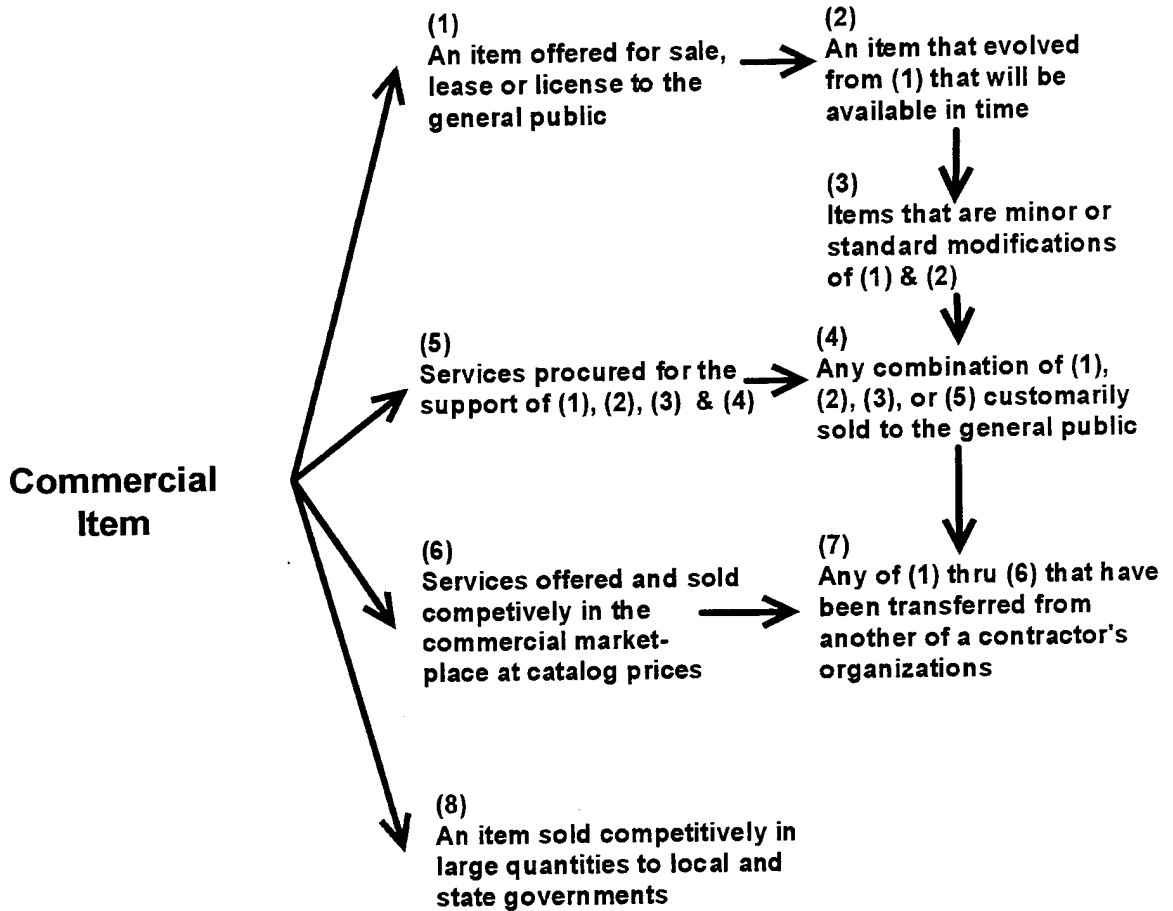 Commercial
Item
(1)
An item offered for sale,
lease or license to the
general public
(2)
An item that evolved
from (1) that will be
available in time
(3)
Items that are minor or
standard modifications
of (1) & (2)
(5)
Services procured for the
support of (1), (2), (3) & (4)
(4)
Any combination of (1),
(2), (3), or (5) customarily
sold to the general public
(6)
Services offered and sold
competively in the
commercial market-
place at catalog prices
(7)
Any of (1) thru (6) that have
been transferred from
another of a contractor's
organizations
(8)
An item sold competitively in
large quantities to local and
state governments